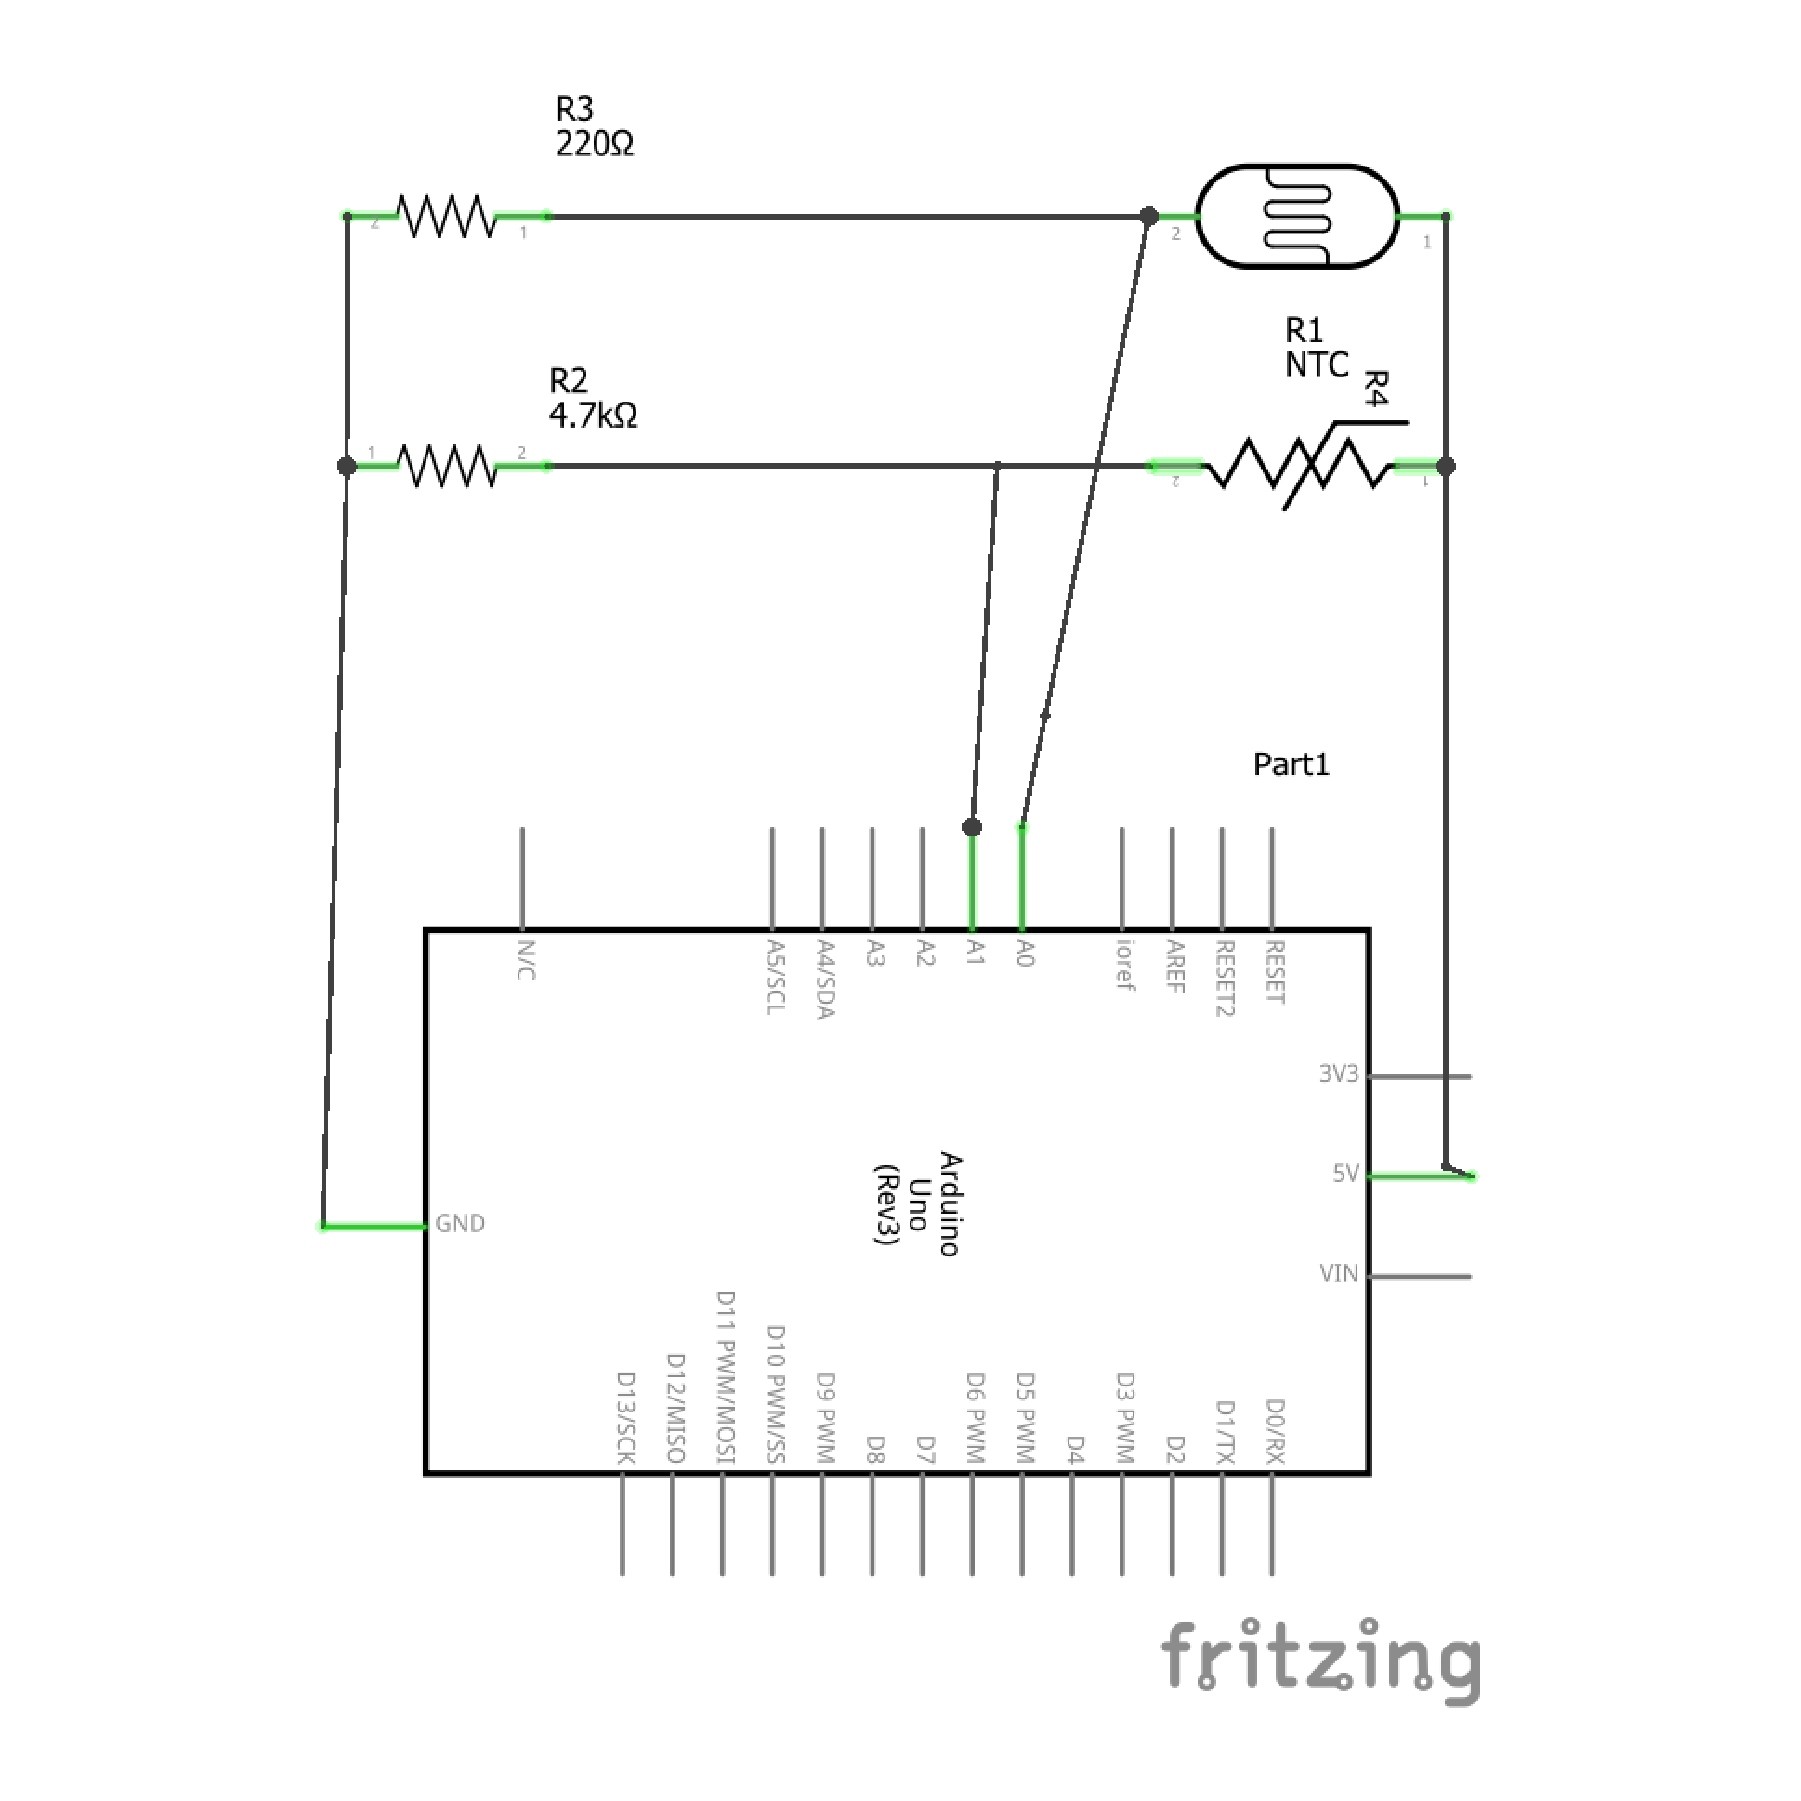 R3
220Ω
2
1
2
1
R1
NTC
R4
R2
4.7kΩ
1
2
2
1
Part1
N/C
A5/SCL
A4/SDA
A3
A2
A1
A0
ioref
AREF
RESET2
RESET
3V3
5V
VIN
GND
Arduino
Uno
(Rev3)
D13/SCK
D12/MISO
D11 PWM/MOSI
D10 PWM/SS
D9 PWM
D8
D7
D6 PWM
D5 PWM
D4
D3 PWM
D2
D1/TX
D0/RX
fritzing